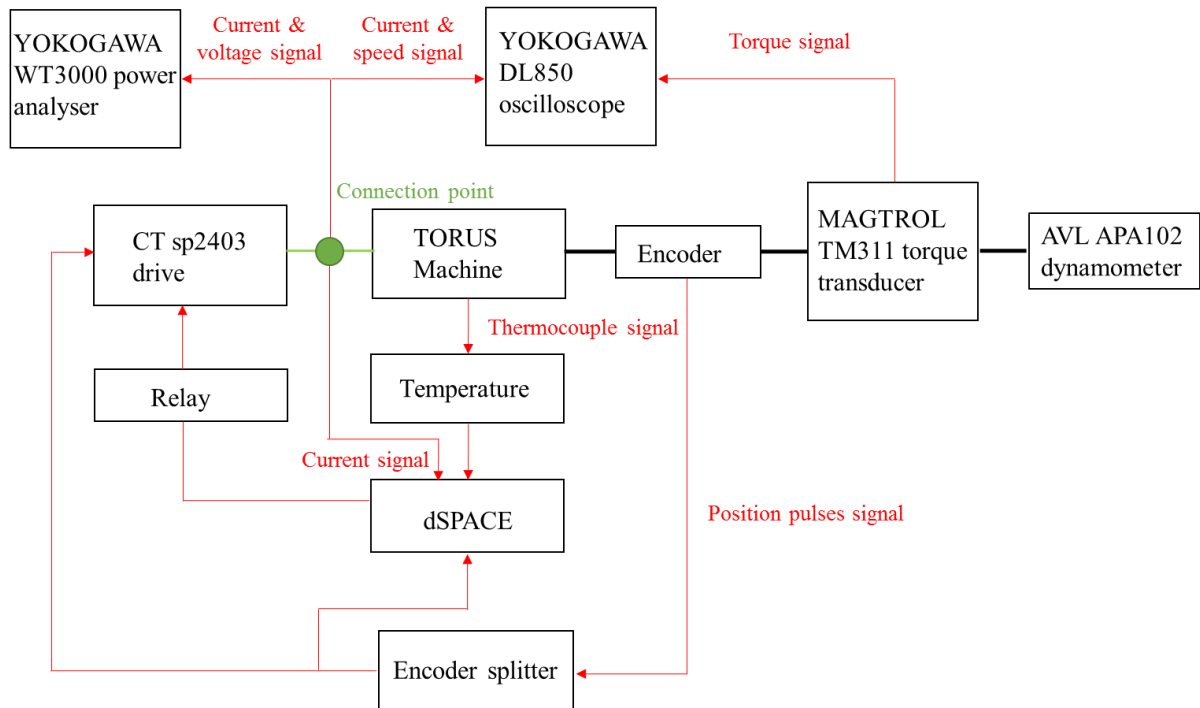 YOKOGAWA
WT3000 power
analyser
Current &
voltage signal
Current &
speed signal
YOKOGAWA
DL850
oscilloscope
Torque signal
Connection point
CT sp2403
drive
TORUS
Machine
Encoder
MAGTROL
TM311 torque
transducer
AVL APA102
dynamometer
Thermocouple signal
Relay
Temperature
Current signal
dSPACE
Position pulses signal
Encoder splitter